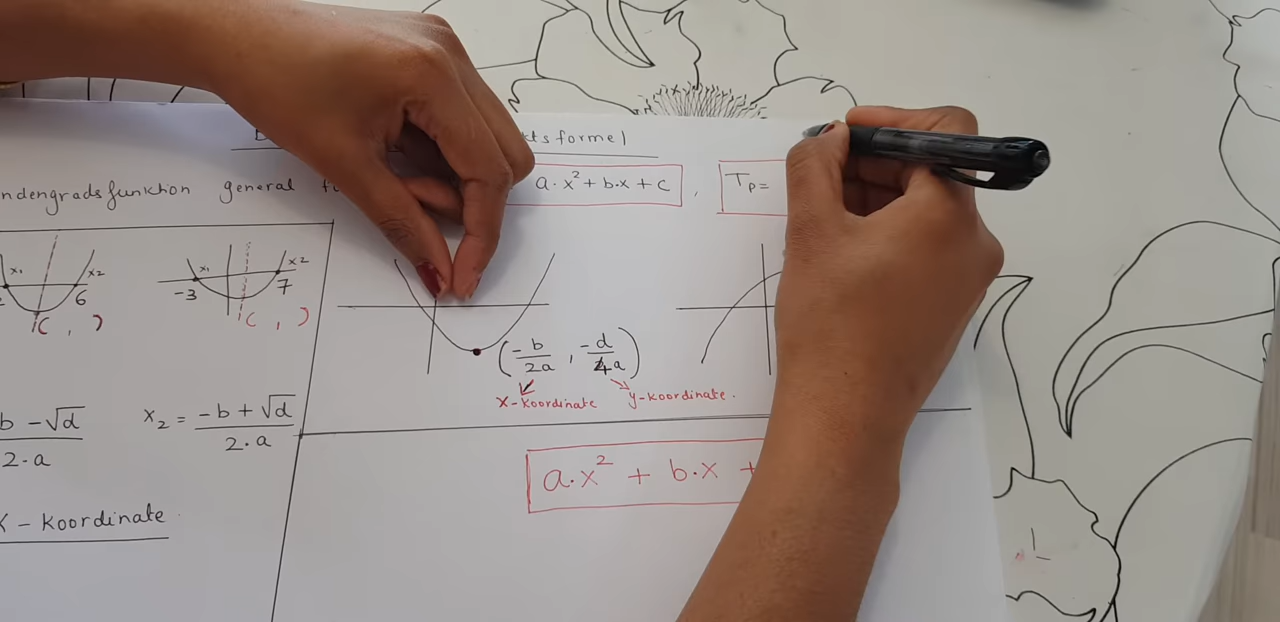 kts formel
ndengradsfunktion general
a·x² + b·x + c , Tp =
x₁ x₂
6
x₁ x₂
-3 7
( , )
( , )
(-b/2a , -d/4a)
x-koordinate y-koordinate.
b - √d / 2·a
x₂ = -b + √d / 2·a
a·x² + b·x +
x - koordinate